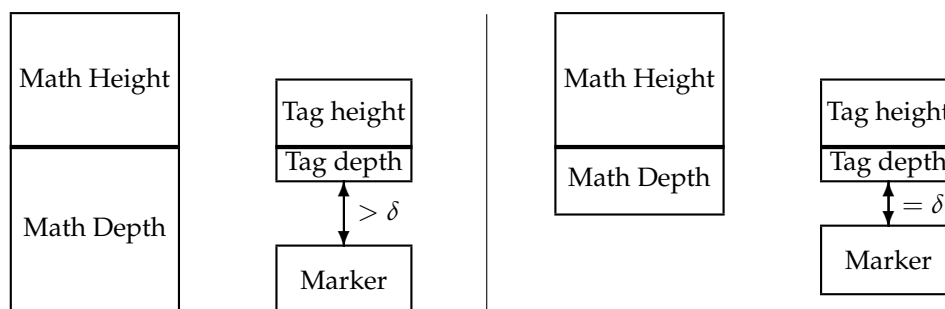 Math Height
Tag height
Tag depth
> δ
Math Depth
Marker
Math Height
Tag height
Tag depth
Math Depth
= δ
Marker